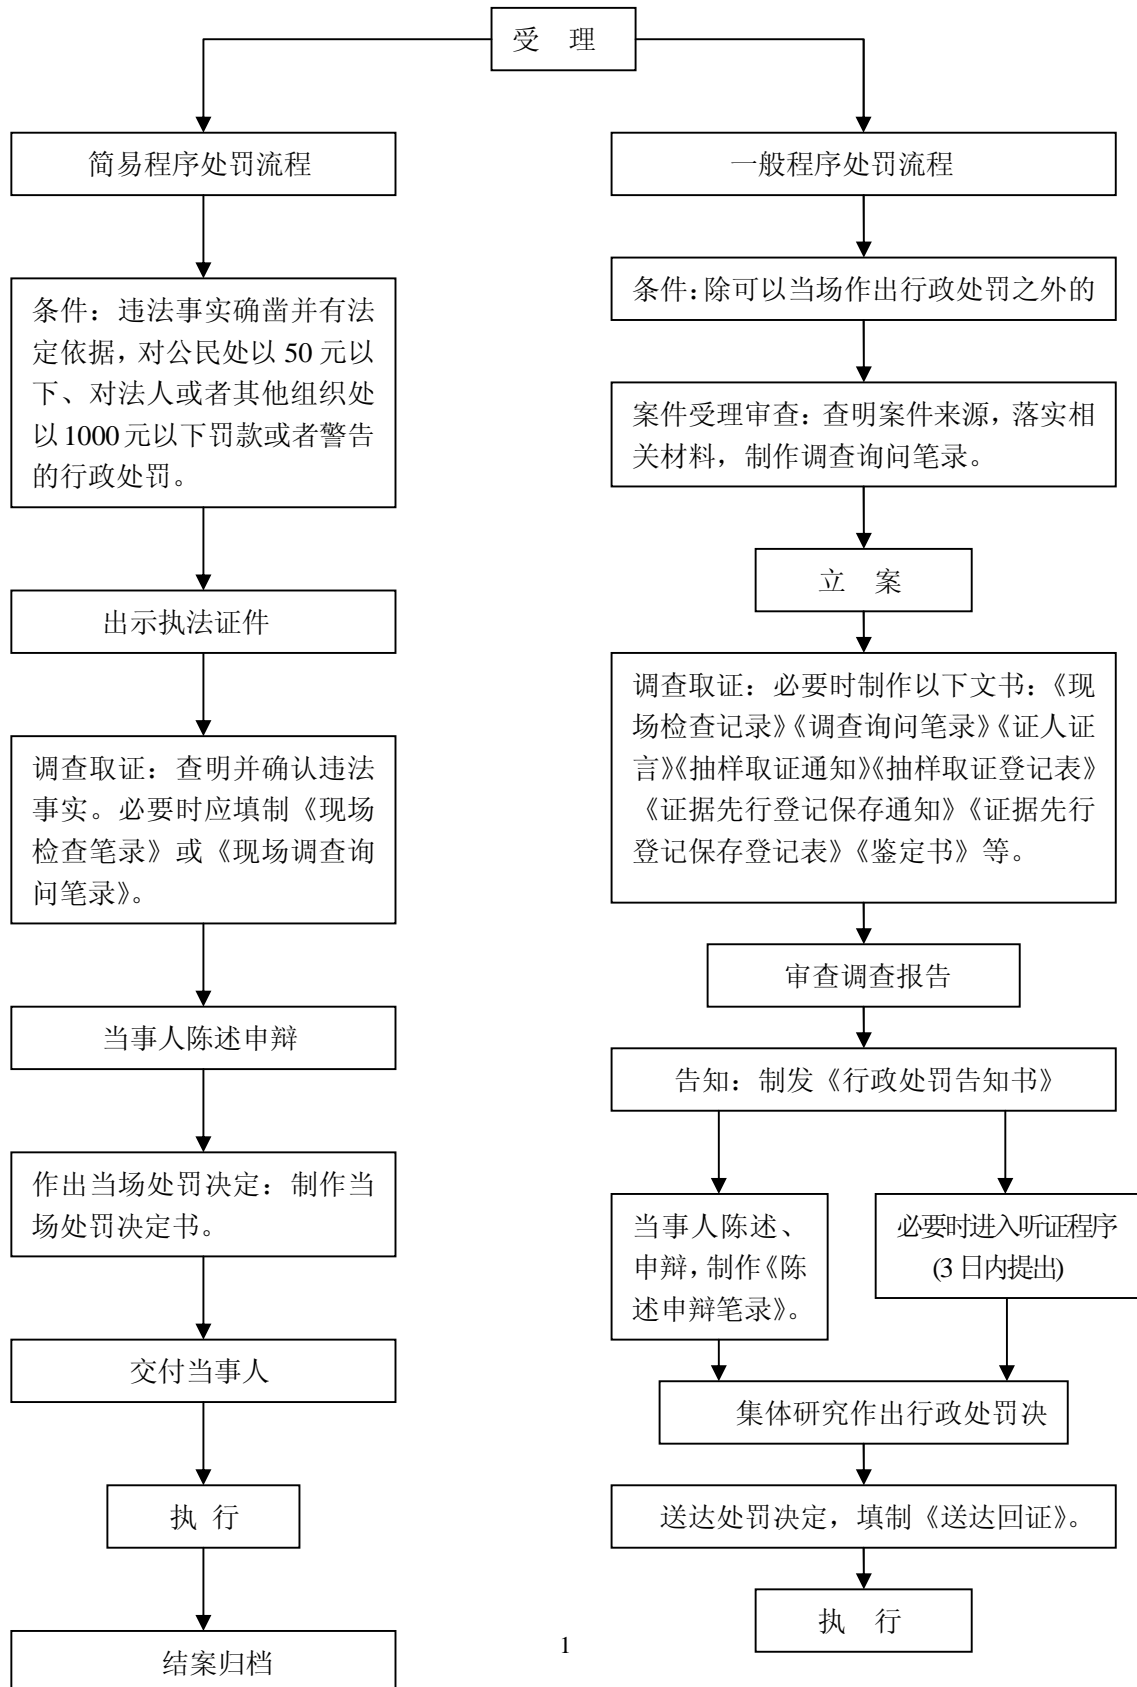 受 理
简易程序处罚流程
条件：违法事实确凿并有法
定依据，对公民处以 50 元以
下、对法人或者其他组织处
以 1000 元以下罚款或者警告
的行政处罚。
出示执法证件
调查取证：查明并确认违法
事实。必要时应填制《现场
检查笔录》或《现场调查询
问笔录》。
当事人陈述申辩
作出当场处罚决定：制作当
场处罚决定书。
交付当事人
执 行
结案归档
一般程序处罚流程
条件：除可以当场作出行政处罚之外的
案件受理审查：查明案件来源，落实相
关材料，制作调查询问笔录。
立 案
调查取证：必要时制作以下文书：《现
场检查记录》《调查询问笔录》《证人证
言》《抽样取证通知》《抽样取证登记表》
《证据先行登记保存通知》《证据先行
登记保存登记表》《鉴定书》等。
审查调查报告
告知：制发《行政处罚告知书》
当事人陈述、
申辩，制作《陈
述申辩笔录》。
必要时进入听证程序
(3 日内提出)
集体研究作出行政处罚决
送达处罚决定，填制《送达回证》。
执 行
1